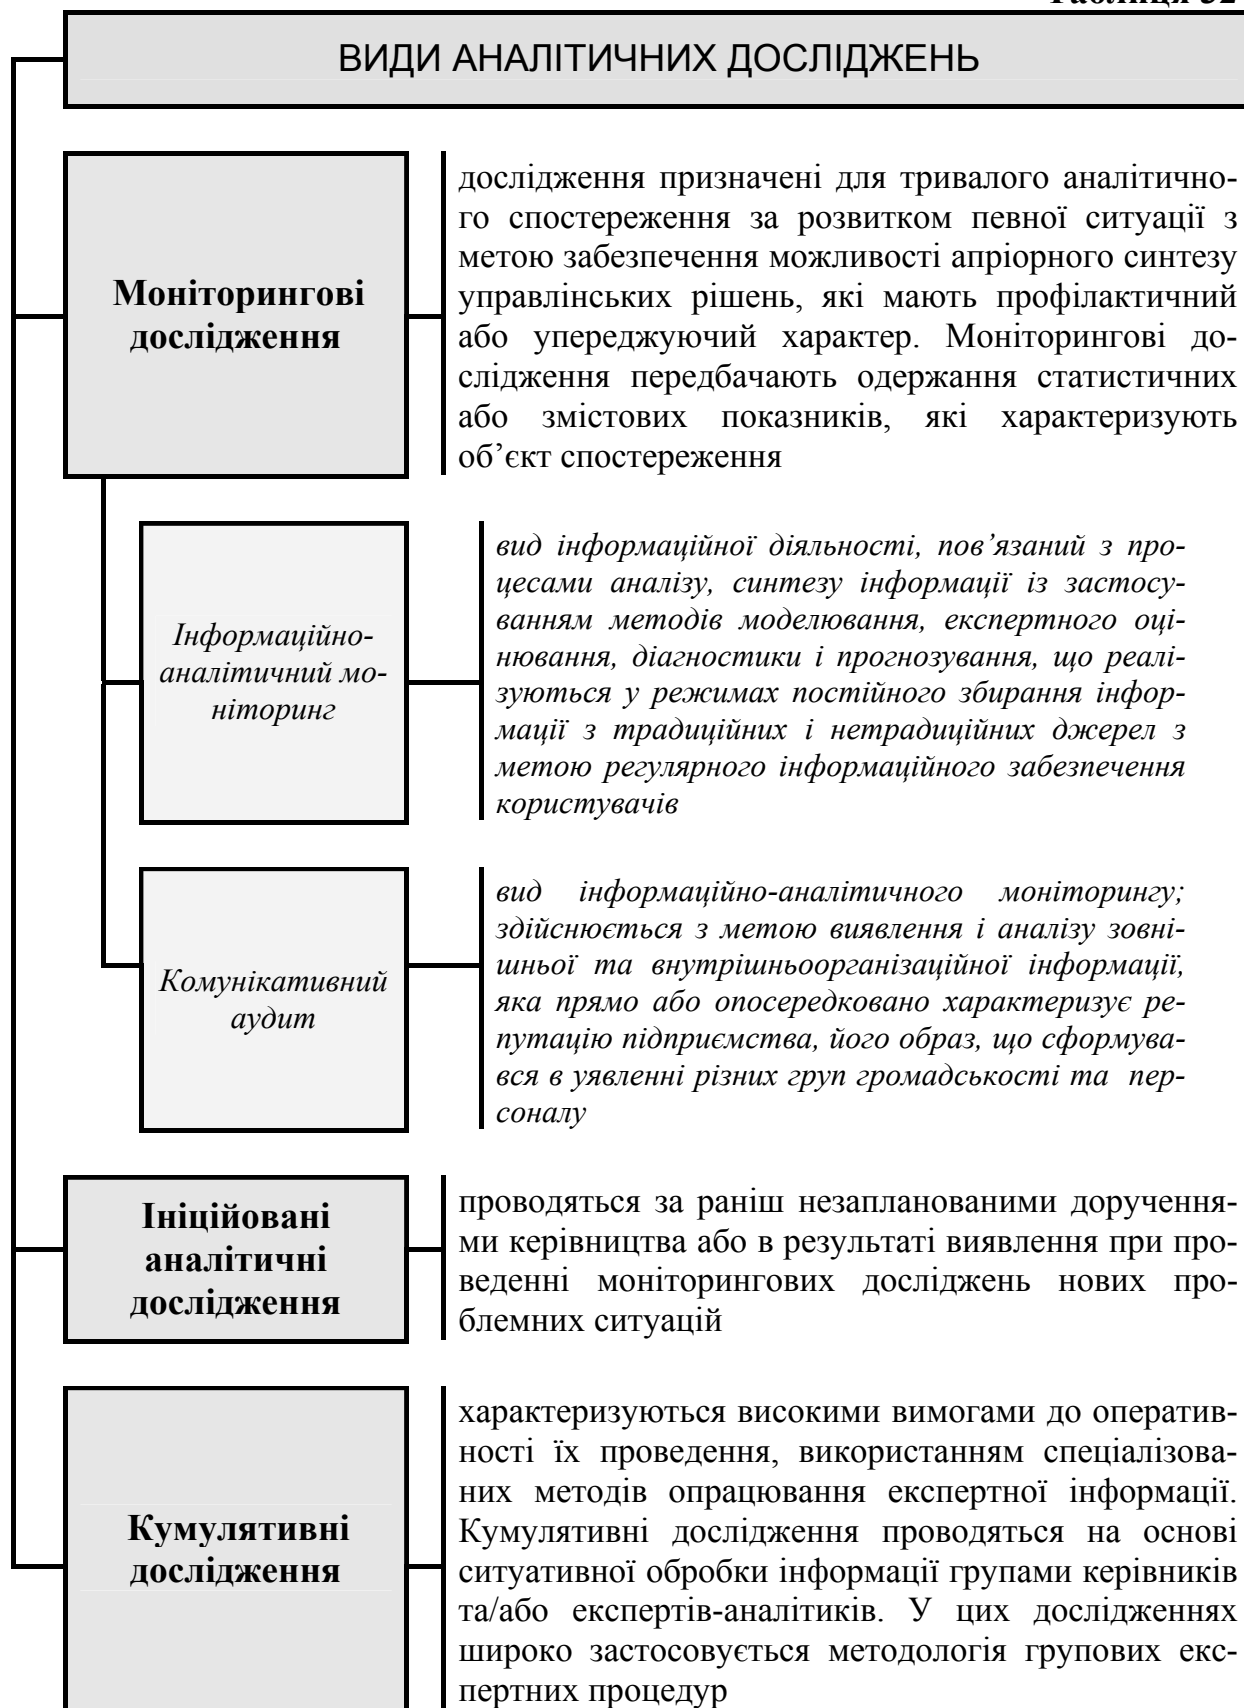 ВИДИ АНАЛІТИЧНИХ ДОСЛІДЖЕНЬ
Моніторингові
дослідження
дослідження призначені для тривалого аналітично-
го спостереження за розвитком певної ситуації з
метою забезпечення можливості апріорного синтезу
управлінських рішень, які мають профілактичний
або упереджуючий характер. Моніторингові до-
слідження передбачають одержання статистичних
або змістових показників, які характеризують
об’єкт спостереження
Інформаційно-
аналітичний мо-
ніторинг
вид інформаційної діяльності, пов’язаний з про-
цесами аналізу, синтезу інформації із застосу-
ванням методів моделювання, експертного оці-
нювання, діагностики і прогнозування, що реалі-
зуються у режимах постійного збирання інфор-
мації з традиційних і нетрадиційних джерел з
метою регулярного інформаційного забезпечення
користувачів
Комунікативний
аудит
вид інформаційно-аналітичного моніторингу;
здійснюється з метою виявлення і аналізу зовні-
шньої та внутрішньоорганізаційної інформації,
яка прямо або опосередковано характеризує ре-
путацію підприємства, його образ, що сформува-
вся в уявленні різних груп громадськості та пер-
соналу
Ініційовані
аналітичні
дослідження
проводяться за раніш незапланованими доручення-
ми керівництва або в результаті виявлення при про-
веденні моніторингових досліджень нових про-
блемних ситуацій
Кумулятивні
дослідження
характеризуються високими вимогами до оператив-
ності їх проведення, використанням спеціалізова-
них методів опрацювання експертної інформації.
Кумулятивні дослідження проводяться на основі
ситуативної обробки інформації групами керівників
та/або експертів-аналітиків. У цих дослідженнях
широко застосовується методологія групових екс-
пертних процедур